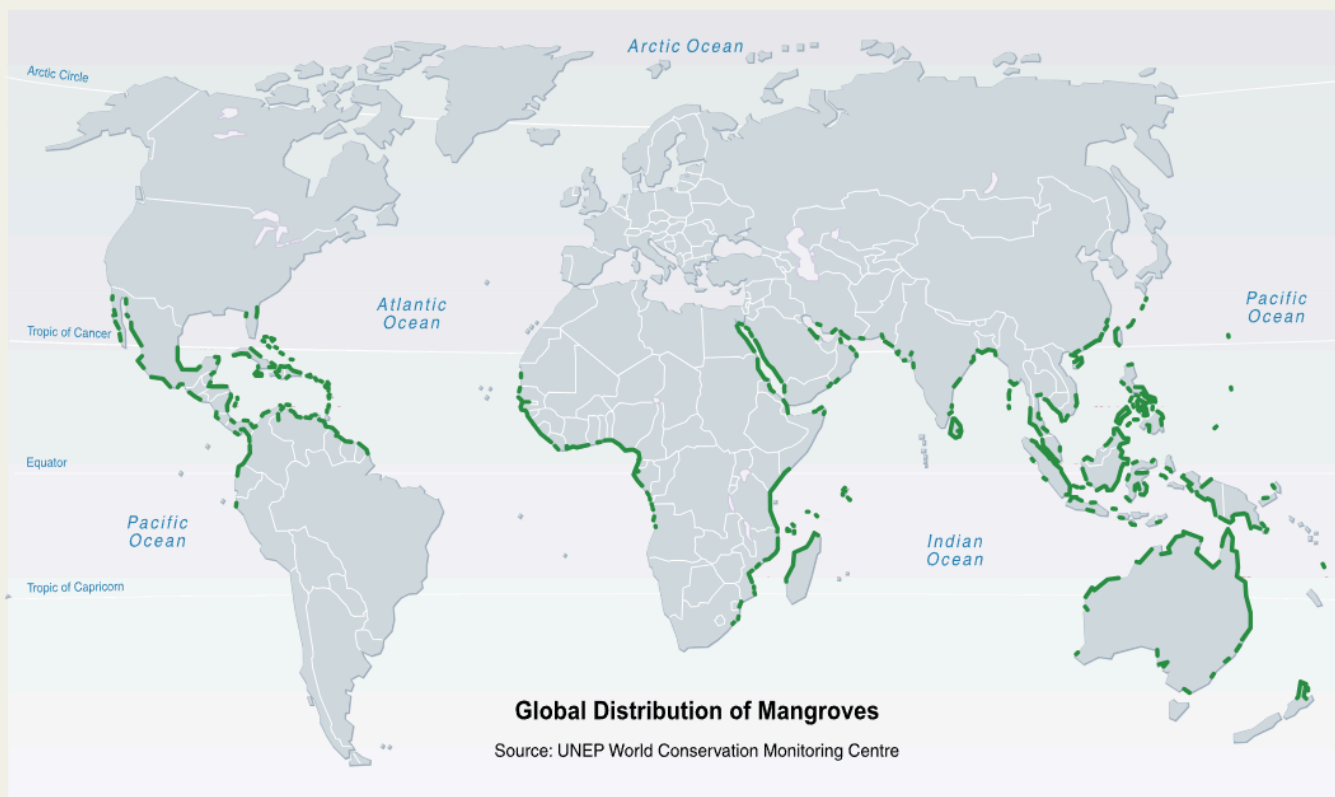 Arctic Ocean
Arctic Circle
Atlantic
Ocean
Pacific
Ocean
Tropic of Cancer
Equator
Pacific
Ocean
Indian
Ocean
Tropic of Capricorn
Global Distribution of Mangroves
Source: UNEP World Conservation Monitoring Centre